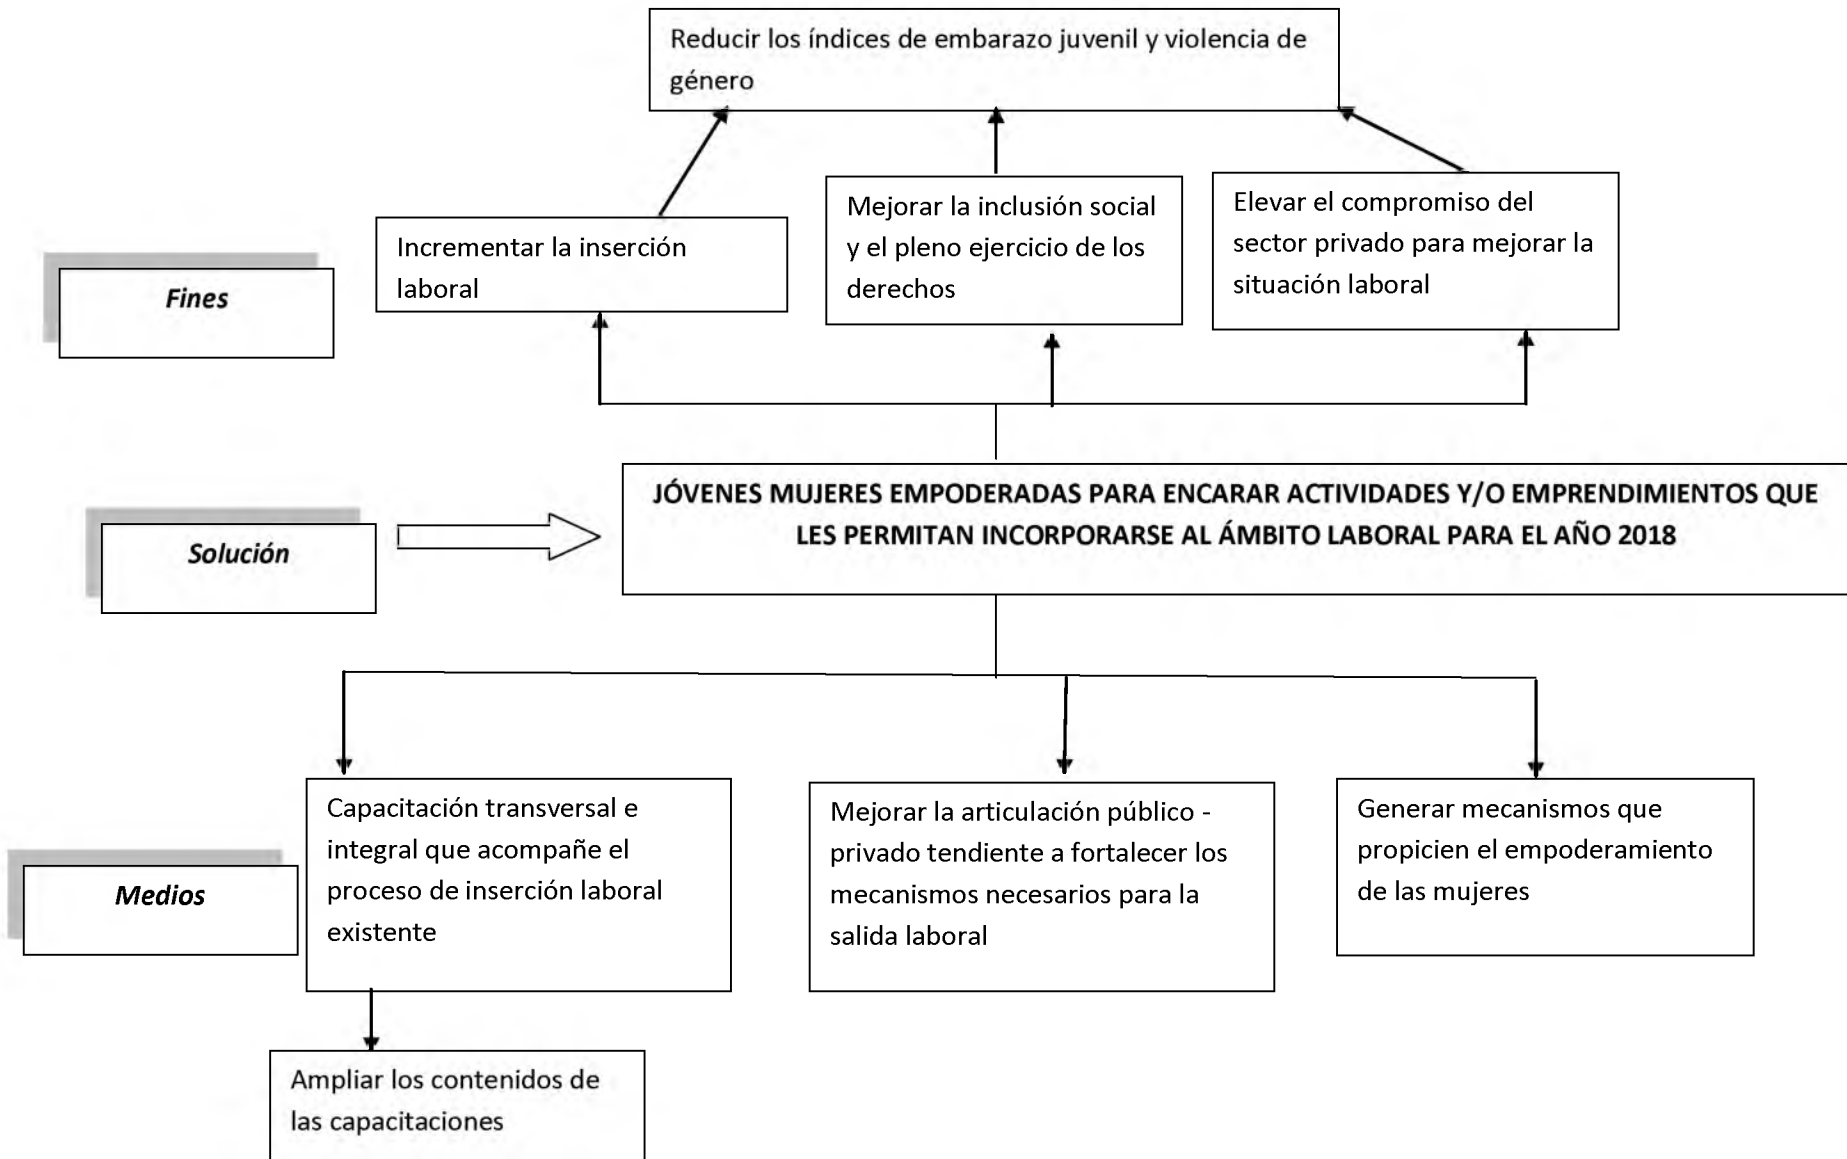 Reducir los índices de embarazo juvenil y violencia de
género
Incrementar la inserción
laboral
Mejorar la inclusión social
y el pleno ejercicio de los
derechos
Elevar el compromiso del
sector privado para mejorar la
situación laboral
Fines
JÓVENES MUJERES EMPODERADAS PARA ENCARAR ACTIVIDADES Y/O EMPRENDIMIENTOS QUE
LES PERMITAN INCORPORARSE AL ÁMBITO LABORAL PARA EL AÑO 2018
Solución
Capacitación transversal e
integral que acompañe el
proceso de inserción laboral
existente
Mejorar la articulación público -
privado tendiente a fortalecer los
mecanismos necesarios para la
salida laboral
Generar mecanismos que
propicien el empoderamiento
de las mujeres
Medios
Ampliar los contenidos de
las capacitaciones